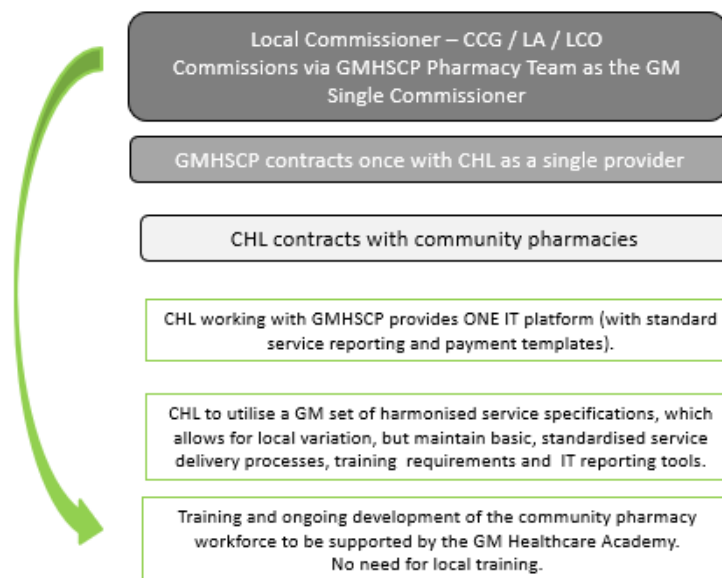 Local Commissioner – CCG / LA / LCO
Commissions via GMHSCP Pharmacy Team as the GM
Single Commissioner
GMHSCP contracts once with CHL as a single provider
CHL contracts with community pharmacies
CHL working with GMHSCP provides ONE IT platform (with standard
service reporting and payment templates).
CHL to utilise a GM set of harmonised service specifications, which
allows for local variation, but maintain basic, standardised service
delivery processes, training requirements and IT reporting tools.
Training and ongoing development of the community pharmacy
workforce to be supported by the GM Healthcare Academy.
No need for local training.